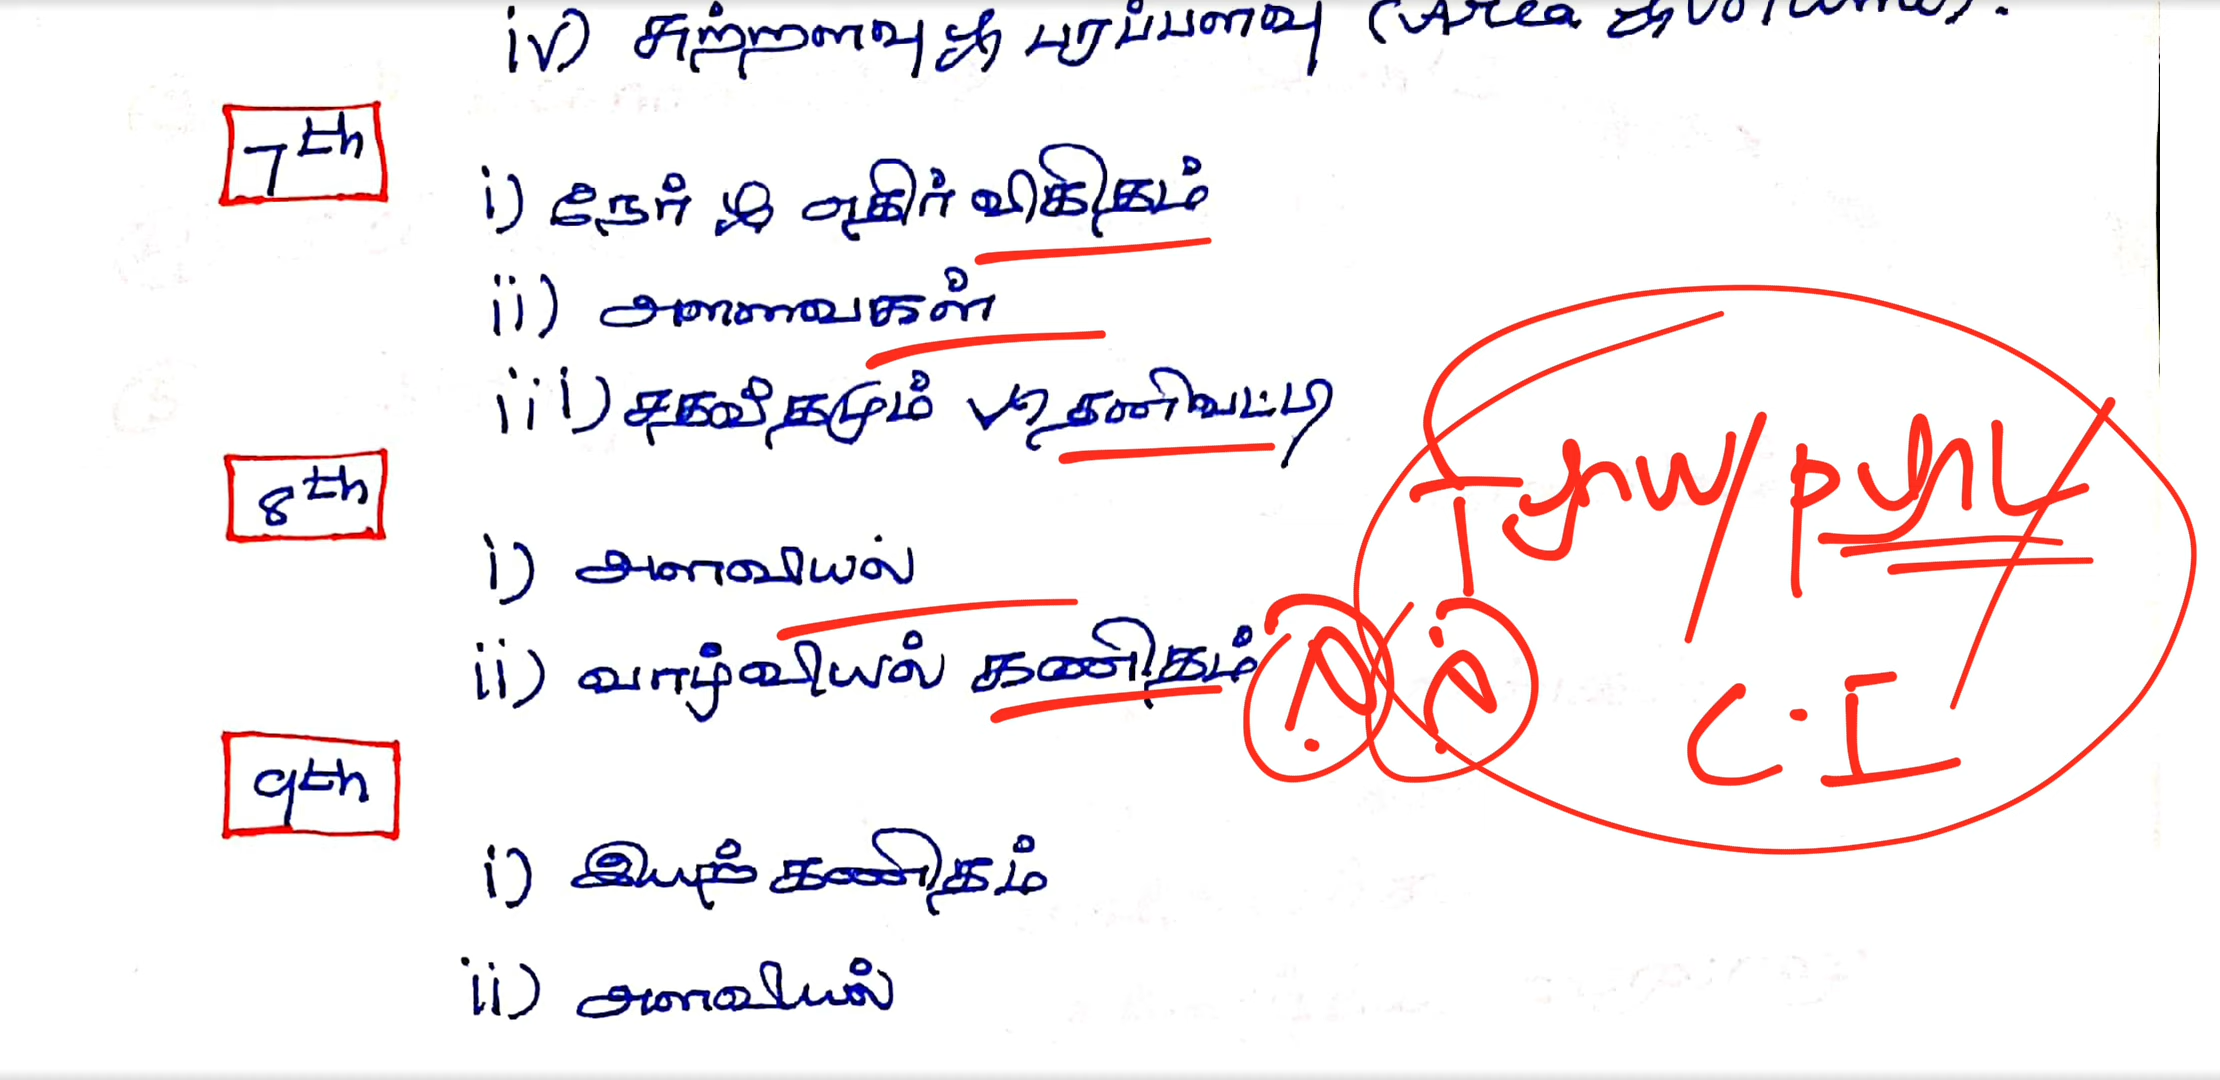 iv) சுற்றளவு & பரப்பளவு (Area & Volume).
7th
i) நேர் & எதிர் விகிதம்
ii) அளவைகள்
iii) சதவீதமும் தனிவட்டி
8th
i) அளவியல்
ii) வாழ்வியல் கணிதம்
9th
i) இயற்கணிதம்
ii) அளவியல்
C.I